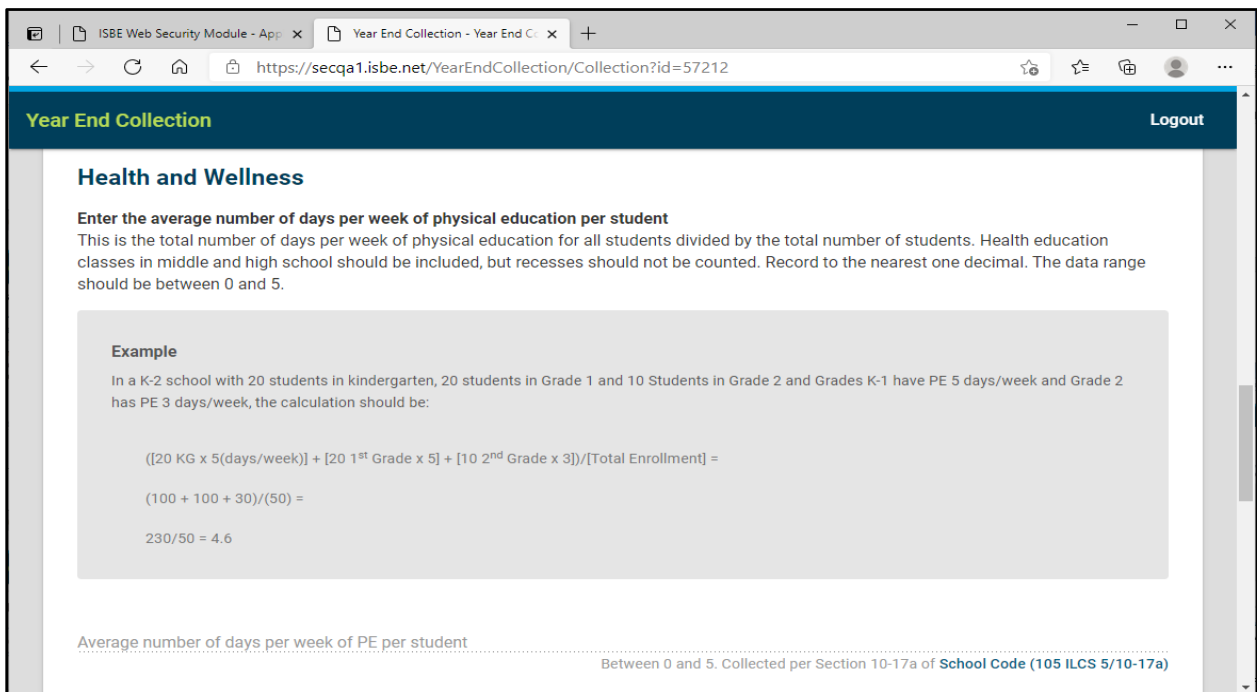 ISBE Web Security Module - App
Year End Collection - Year End Co
https://secqa1.isbe.net/YearEndCollection/Collection?id=57212
Year End Collection
Logout
Health and Wellness
Enter the average number of days per week of physical education per student
This is the total number of days per week of physical education for all students divided by the total number of students. Health education
classes in middle and high school should be included, but recesses should not be counted. Record to the nearest one decimal. The data range
should be between 0 and 5.
Example
In a K-2 school with 20 students in kindergarten, 20 students in Grade 1 and 10 Students in Grade 2 and Grades K-1 have PE 5 days/week and Grade 2
has PE 3 days/week, the calculation should be:
([20 KG x 5(days/week)] + [20 1st Grade x 5] + [10 2nd Grade x 3])/[Total Enrollment] =
(100 + 100 + 30)/(50) =
230/50 = 4.6
Average number of days per week of PE per student
Between 0 and 5. Collected per Section 10-17a of School Code (105 ILCS 5/10-17a)